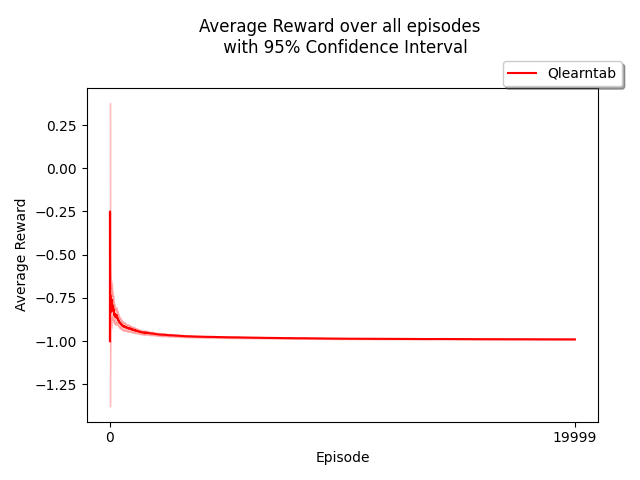 Average Reward over all episodes
with 95% Confidence Interval
Qlearntab
0.25
0.00
−0.25
−0.50
−0.75
−1.00
−1.25
Average Reward
0
19999
Episode